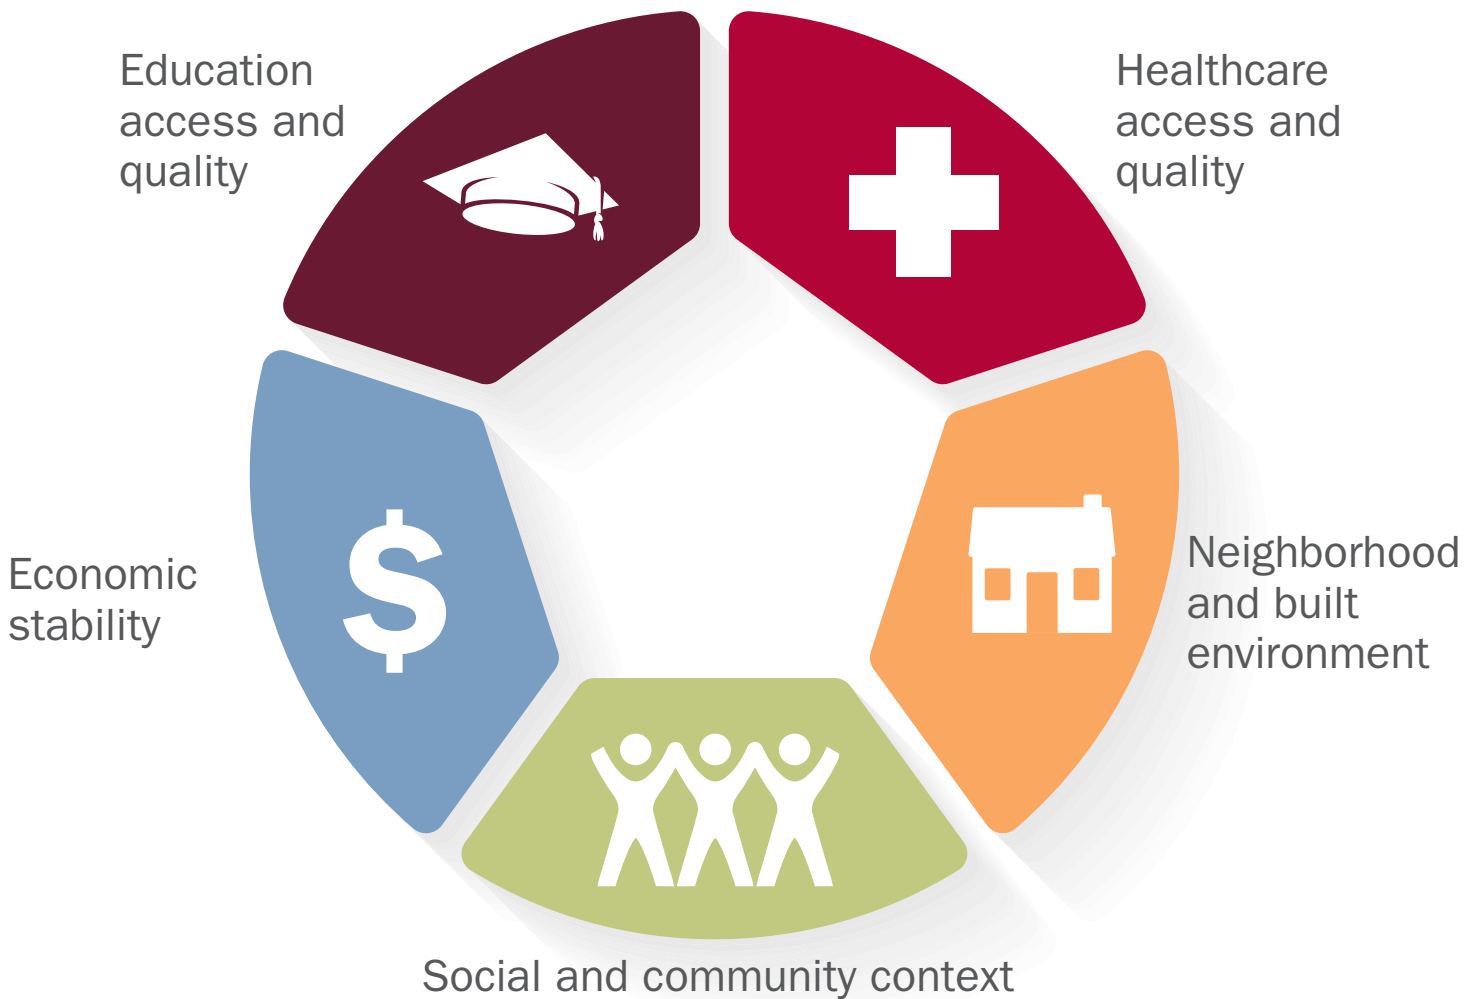 Education
access and
quality
Healthcare
access and
quality
Economic
stability
Neighborhood
and built
environment
Social and community context